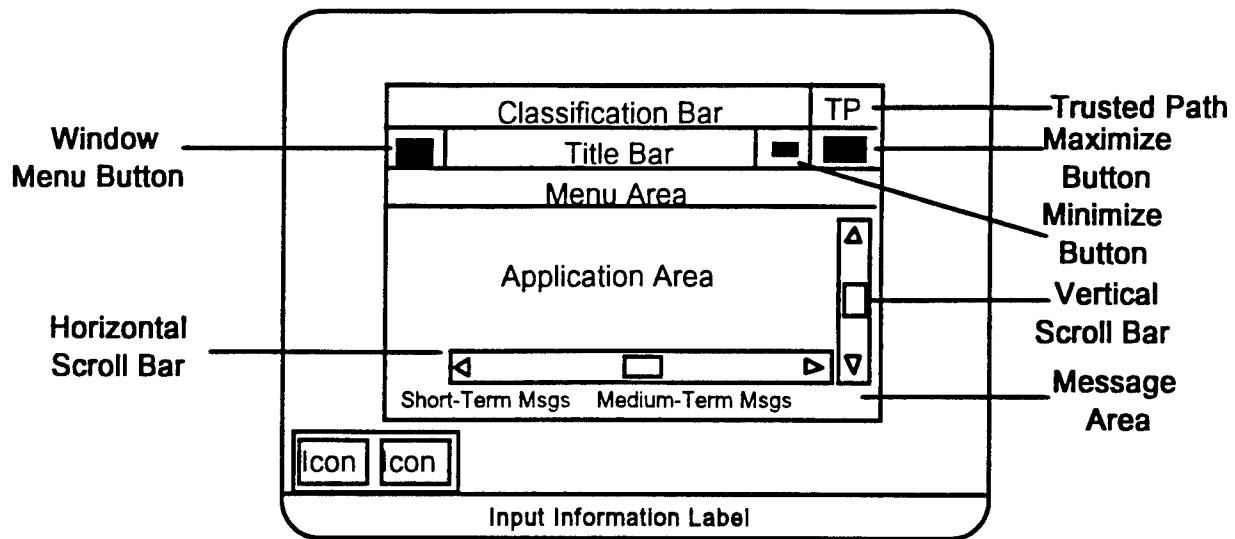 Classification Bar
TP
Trusted Path
Window
Menu Button
Title Bar
Maximize
Button
Menu Area
Minimize
Button
Application Area
Vertical
Scroll Bar
Horizontal
Scroll Bar
Short-Term Msgs
Medium-Term Msgs
Message
Area
Icon
Icon
Input Information Label